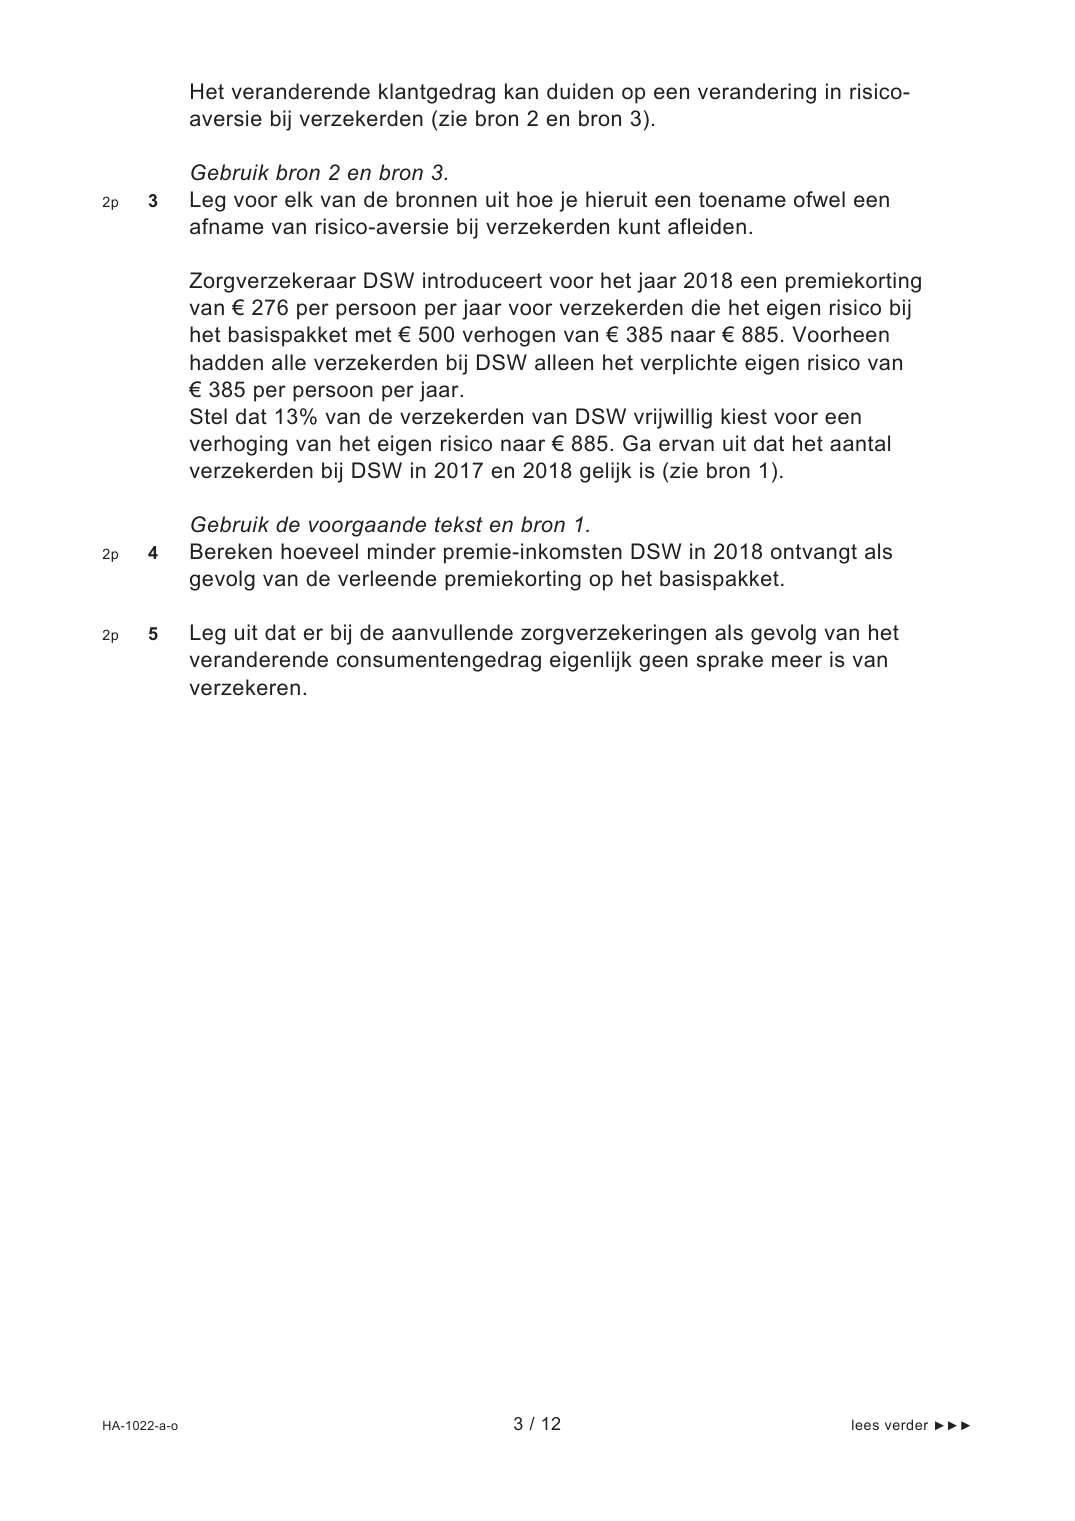 Het veranderende klantgedrag kan duiden op een verandering in risico-
aversie bij verzekerden (zie bron 2 en bron 3).
Gebruik bron 2 en bron 3.
2p 3 Leg voor elk van de bronnen uit hoe je hieruit een toename ofwel een
afname van risico-aversie bij verzekerden kunt afleiden.
Zorgverzekeraar DSW introduceert voor het jaar 2018 een premiekorting
van € 276 per persoon per jaar voor verzekerden die het eigen risico bij
het basispakket met € 500 verhogen van € 385 naar € 885. Voorheen
hadden alle verzekerden bij DSW alleen het verplichte eigen risico van
€ 385 per persoon per jaar.
Stel dat 13% van de verzekerden van DSW vrijwillig kiest voor een
verhoging van het eigen risico naar € 885. Ga ervan uit dat het aantal
verzekerden bij DSW in 2017 en 2018 gelijk is (zie bron 1).
Gebruik de voorgaande tekst en bron 1.
2p 4 Bereken hoeveel minder premie-inkomsten DSW in 2018 ontvangt als
gevolg van de verleende premiekorting op het basispakket.
2p 5 Leg uit dat er bij de aanvullende zorgverzekeringen als gevolg van het
veranderende consumentengedrag eigenlijk geen sprake meer is van
verzekeren.
HA-1022-a-o 3 / 12 lees verder ►►►